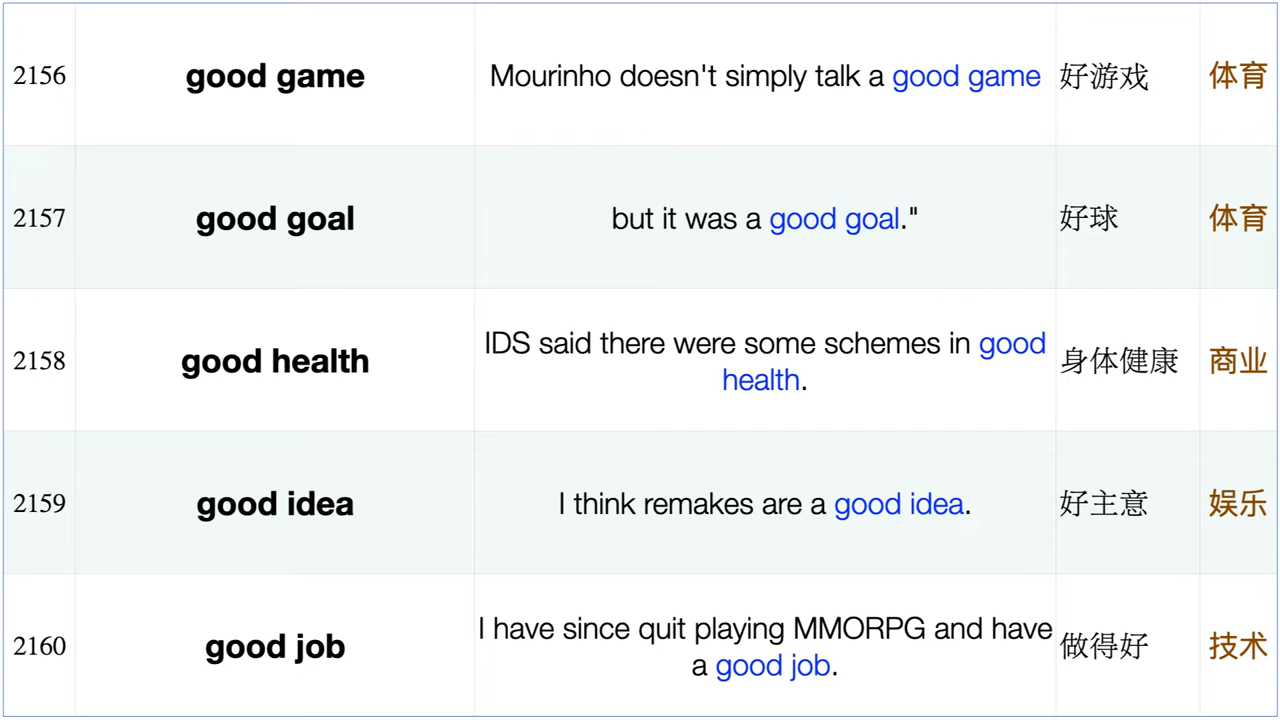 2156 good game Mourinho doesn't simply talk a good game 好游戏 体育
2157 good goal but it was a good goal." 好球 体育
2158 good health IDS said there were some schemes in good
health. 身体健康 商业
2159 good idea I think remakes are a good idea. 好主意 娱乐
2160 good job I have since quit playing MMORPG and have
a good job. 做得好 技术